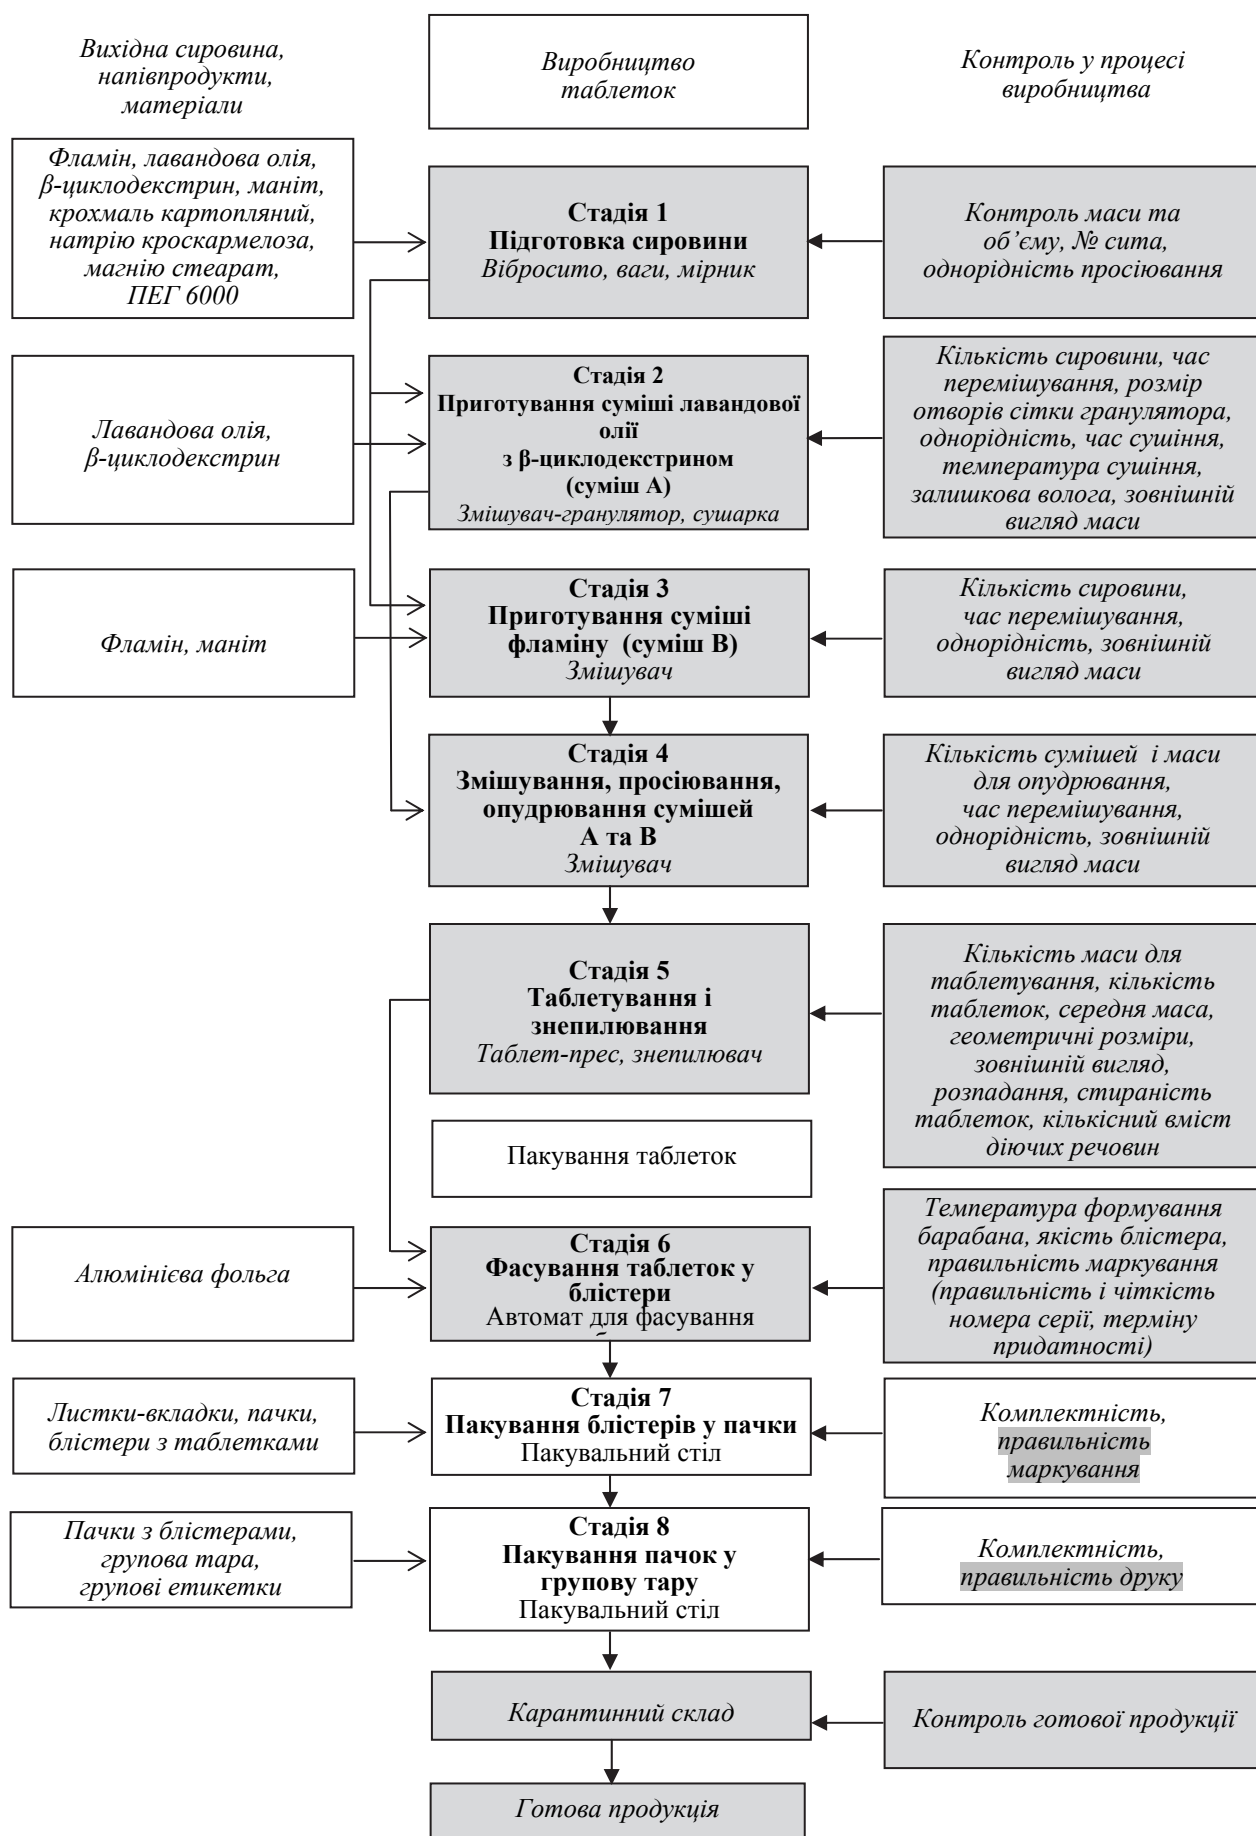 Вихідна сировина,
напівпродукти,
матеріали
Виробництво
таблеток
Контроль у процесі
виробництва
Фламін, лавандова олія,
β-циклодекстрин, маніт,
крохмаль картопляний,
натрію кроскармелоза,
магнію стеарат,
ПЕГ 6000
Стадія 1
Підготовка сировини
Вібросито, ваги, мірник
Контроль маси та
об’єму, № сита,
однорідність просіювання
Лавандова олія,
β-циклодекстрин
Стадія 2
Приготування суміші лавандової
олії
з β-циклодекстрином
(суміш А)
Змішувач-гранулятор, сушарка
Кількість сировини, час
перемішування, розмір
отворів сітки гранулятора,
однорідність, час сушіння,
температура сушіння,
залишкова волога, зовнішній
вигляд маси
Фламін, маніт
Стадія 3
Приготування суміші
фламіну (суміш В)
Змішувач
Кількість сировини,
час перемішування,
однорідність, зовнішній
вигляд маси
Стадія 4
Змішування, просіювання,
опудрювання сумішей
А та В
Змішувач
Кількість сумішей і маси
для опудрювання,
час перемішування,
однорідність, зовнішній
вигляд маси
Стадія 5
Таблетування і
знепилювання
Таблет-прес, знепилювач
Кількість маси для
таблетування, кількість
таблеток, середня маса,
геометричні розміри,
зовнішній вигляд,
розпадання, стираність
таблеток, кількісний вміст
діючих речовин
Пакування таблеток
Алюмінієва фольга
Стадія 6
Фасування таблеток у
блістери
Автомат для фасування
Температура формування
барабана, якість блістера,
правильність маркування
(правильність і чіткість
номера серії, терміну
придатності)
Листки-вкладки, пачки,
блістери з таблетками
Стадія 7
Пакування блістерів у пачки
Пакувальний стіл
Комплектність,
правильність
маркування
Пачки з блістерами,
групова тара,
групові етикетки
Стадія 8
Пакування пачок у
групову тару
Пакувальний стіл
Комплектність,
правильність друку
Карантинний склад
Контроль готової продукції
Готова продукція